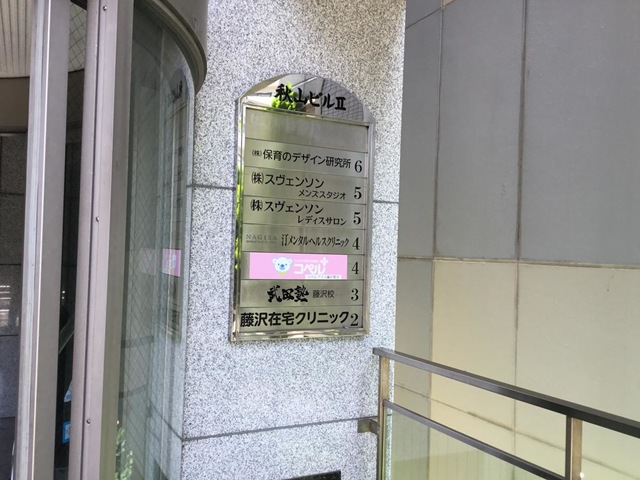 秋山ビルⅡ
(株)保育のデザイン研究所 6
(株)スヴェンソン
メンズスタジオ 5
(株)スヴェンソン
レディスサロン 5
NAGISA 汀メンタルヘルスクリニック 4
コペル+ 4
武田塾 藤沢校 3
藤沢在宅クリニック 2